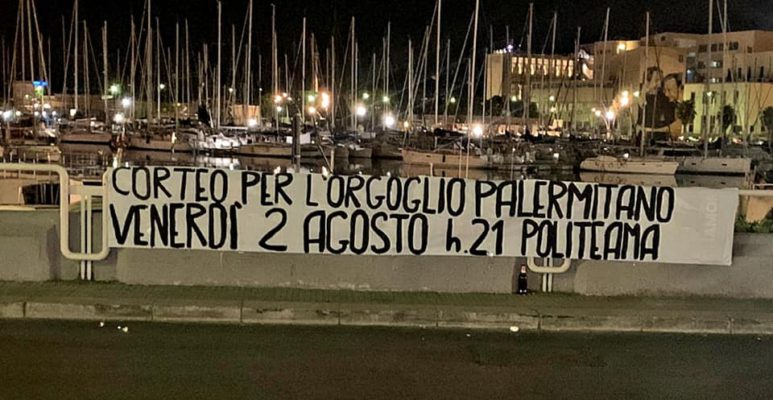 CORTEO PER L'ORGOGLIO PALERMITANO
VENERDÌ 2 AGOSTO h.21 POLITEAMA